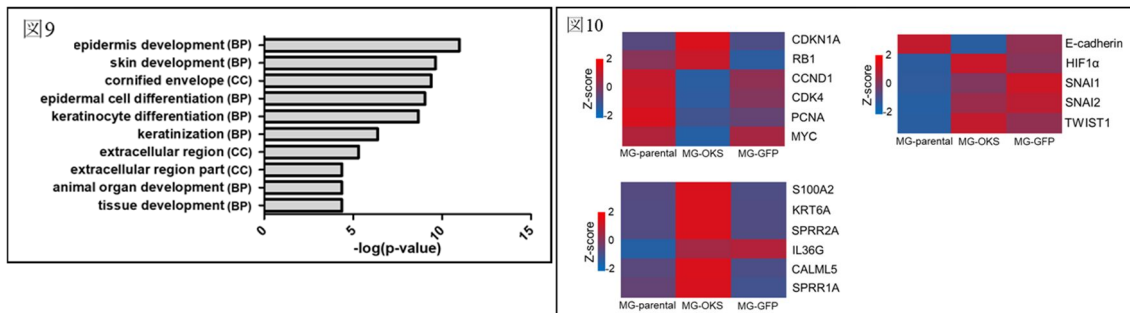 図9
epidermis development (BP)
skin development (BP)
cornified envelope (CC)
epidermal cell differentiation (BP)
keratinocyte differentiation (BP)
keratinization (BP)
extracellular region (CC)
extracellular region part (CC)
animal organ development (BP)
tissue development (BP)
0 5 10 15
-log(p-value)
図10
Z-score
2
0
-2
CDKN1A
RB1
CCND1
CDK4
PCNA
MYC
MG-parental MG-OKS MG-GFP
Z-score
2
0
-2
E-cadherin
HIF1α
SNAI1
SNAI2
TWIST1
MG-parental MG-OKS MG-GFP
Z-score
2
0
-2
S100A2
KRT6A
SPRR2A
IL36G
CALML5
SPRR1A
MG-parental MG-OKS MG-GFP